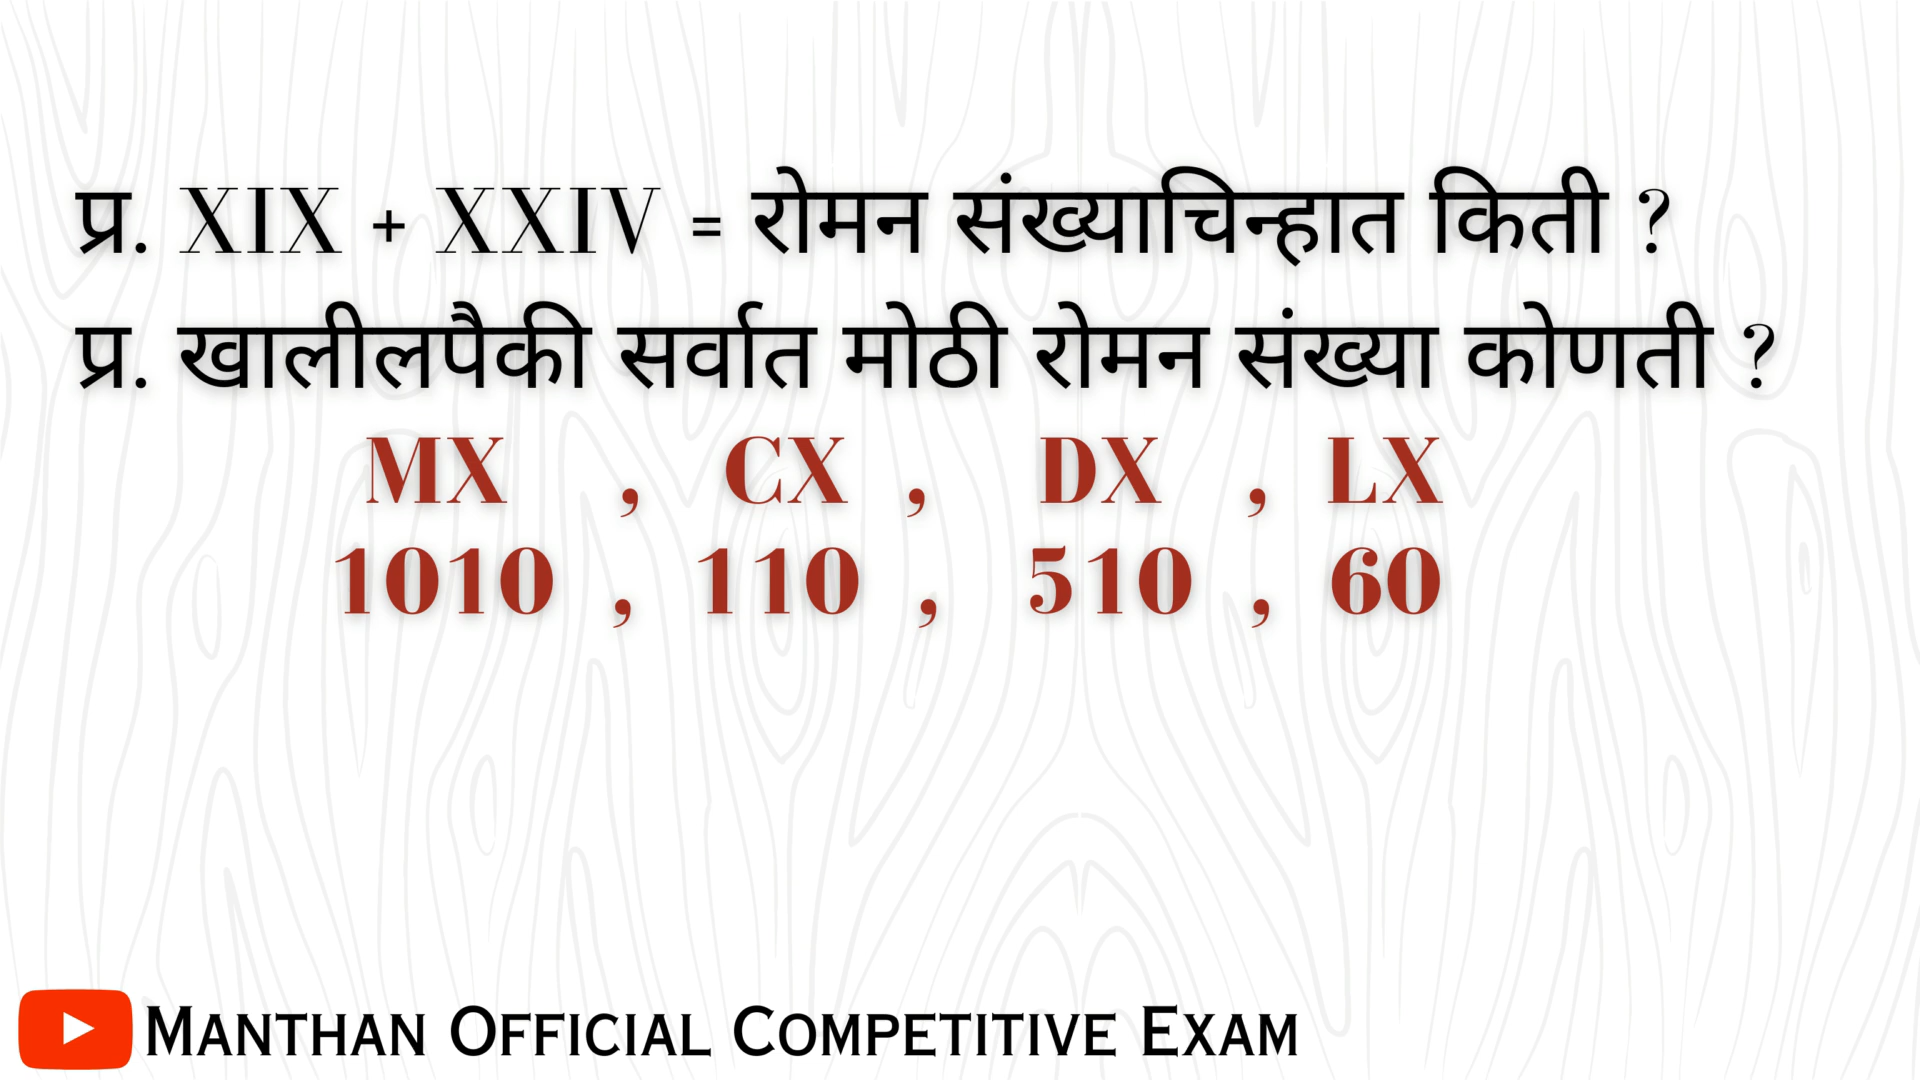 प्र. XIX + XXIV = रोमन संख्याचिन्हात किती ?
प्र. खालीलपैकी सर्वात मोठी रोमन संख्या कोणती ?
MX , CX , DX , LX
1010 , 110 , 510 , 60
MANTHAN OFFICIAL COMPETITIVE EXAM